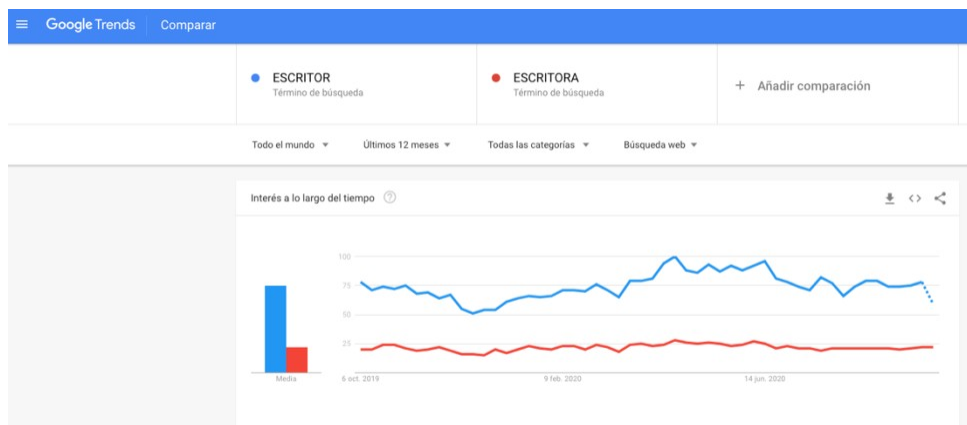 Google Trends Comparar
ESCRITOR
Término de búsqueda
ESCRITORA
Término de búsqueda
+ Añadir comparación
Todo el mundo
Últimos 12 meses
Todas las categorías
Búsqueda web
Interés a lo largo del tiempo
100
75
50
25
Media
6 oct. 2019
9 feb. 2020
14 jun. 2020